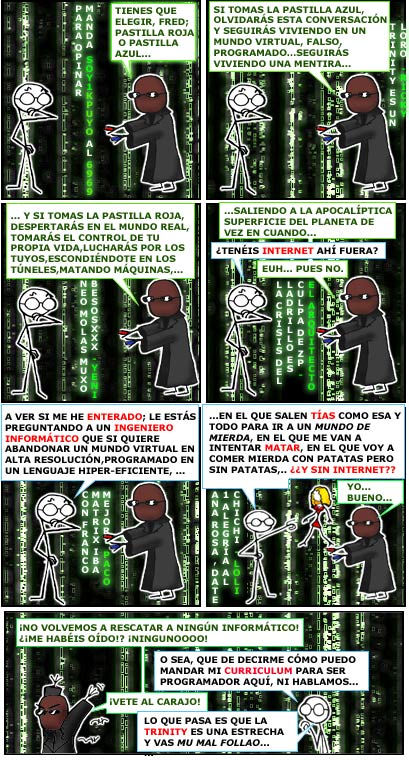 TIENES QUE
ELEGIR, FRED;
PASTILLA ROJA
O PASTILLA
AZUL...
PARA OPINAR
MANDA SOY1KPUYO AL 6969
SI TOMAS LA PASTILLA AZUL,
OLVIDARÁS ESTA CONVERSACIÓN
Y SEGUIRÁS VIVIENDO EN UN
MUNDO VIRTUAL, FALSO,
PROGRAMADO...SEGUIRÁS
VIVIENDO UNA MENTIRA...
TRINITY ES UN
LORO
... Y SI TOMAS LA PASTILLA ROJA,
DESPERTARÁS EN EL MUNDO REAL,
TOMARÁS EL CONTROL DE TU
PROPIA VIDA,LUCHARÁS POR LOS
TUYOS,ESCONDIÉNDOTE EN LOS
TÚNELES,MATANDO MÁQUINAS,...
NEO MOLAS MUXO
BESOSXXX -YENI
...SALIENDO A LA APOCALÍPTICA
SUPERFICIE DEL PLANETA DE
VEZ EN CUANDO...
¿TENÉIS INTERNET AHÍ FUERA?
EUH... PUES NO.
LA CRISIS DEL
LADRILLO ES
CULPA DE ZP -
EL ARQUITECTO
A VER SI ME HE ENTERADO; LE ESTÁS
PREGUNTANDO A UN INGENIERO
INFORMÁTICO QUE SI QUIERE
ABANDONAR UN MUNDO VIRTUAL EN
ALTA RESOLUCIÓN,PROGRAMADO EN
UN LENGUAJE HIPER-EFICIENTE, ...
CON FRANCO
MATRIX IBA
MEJOR - PACO
...EN EL QUE SALEN TÍAS COMO ESA Y
TODO PARA IR A UN MUNDO DE
MIERDA, EN EL QUE ME VAN A
INTENTAR MATAR, EN EL QUE VOY A
COMER MIERDA CON PATATAS PERO
SIN PATATAS,.. ¿¿Y SIN INTERNET??
YO...
BUENO...
ANA ROSA, DATE
1 ALEGRIA AL
CHICHI - LOLI
¡NO VOLVEMOS A RESCATAR A NINGÚN INFORMÁTICO!
¿¡ME HABÉIS OÍDO!? ¡NINGUNOOOO!
O SEA, QUE DE DECIRME CÓMO PUEDO
MANDAR MI CURRICULUM PARA SER
PROGRAMADOR AQUÍ, NI HABLAMOS...
¡VETE AL CARAJO!
LO QUE PASA ES QUE LA
TRINITY ES UNA ESTRECHA
Y VAS MU MAL FOLLAO...
...